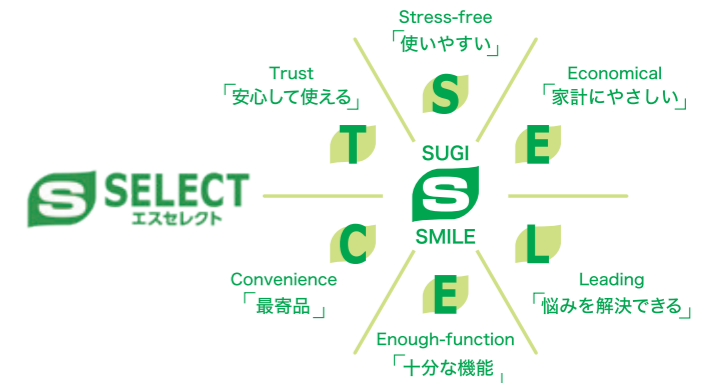 S SELECT
エスセレクト
Stress-free
「使いやすい」
S
Economical
「家計にやさしい」
E
Leading
「悩みを解決できる」
L
Enough-function
「十分な機能」
E
Convenience
「最寄品」
C
Trust
「安心して使える」
T
SUGI
S
SMILE